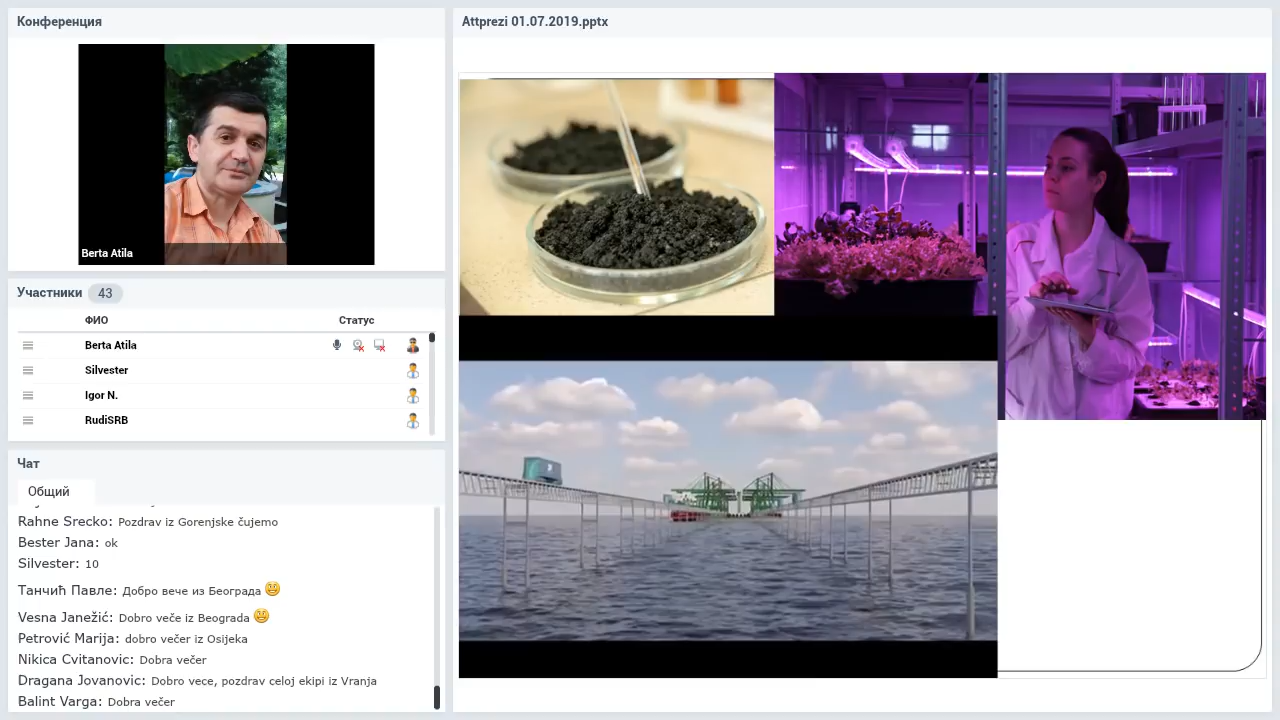 Конференция
Berta Atila
Участники 43
ФИО Статус
Berta Atila
Silvester
Igor N.
RudiSRB
Чат
Общий
Rahne Srecko: Pozdrav iz Gorenjske čujemo
Bester Jana: ok
Silvester: 10
Танчић Павле: Добро вече из Београда
Vesna Janežić: Dobro veče iz Beograda
Petrović Marija: dobro večer iz Osijeka
Nikica Cvitanovic: Dobra večer
Dragana Jovanovic: Dobro vece, pozdrav celoj ekipi iz Vranja
Balint Varga: Dobra večer
Attprezi 01.07.2019.pptx